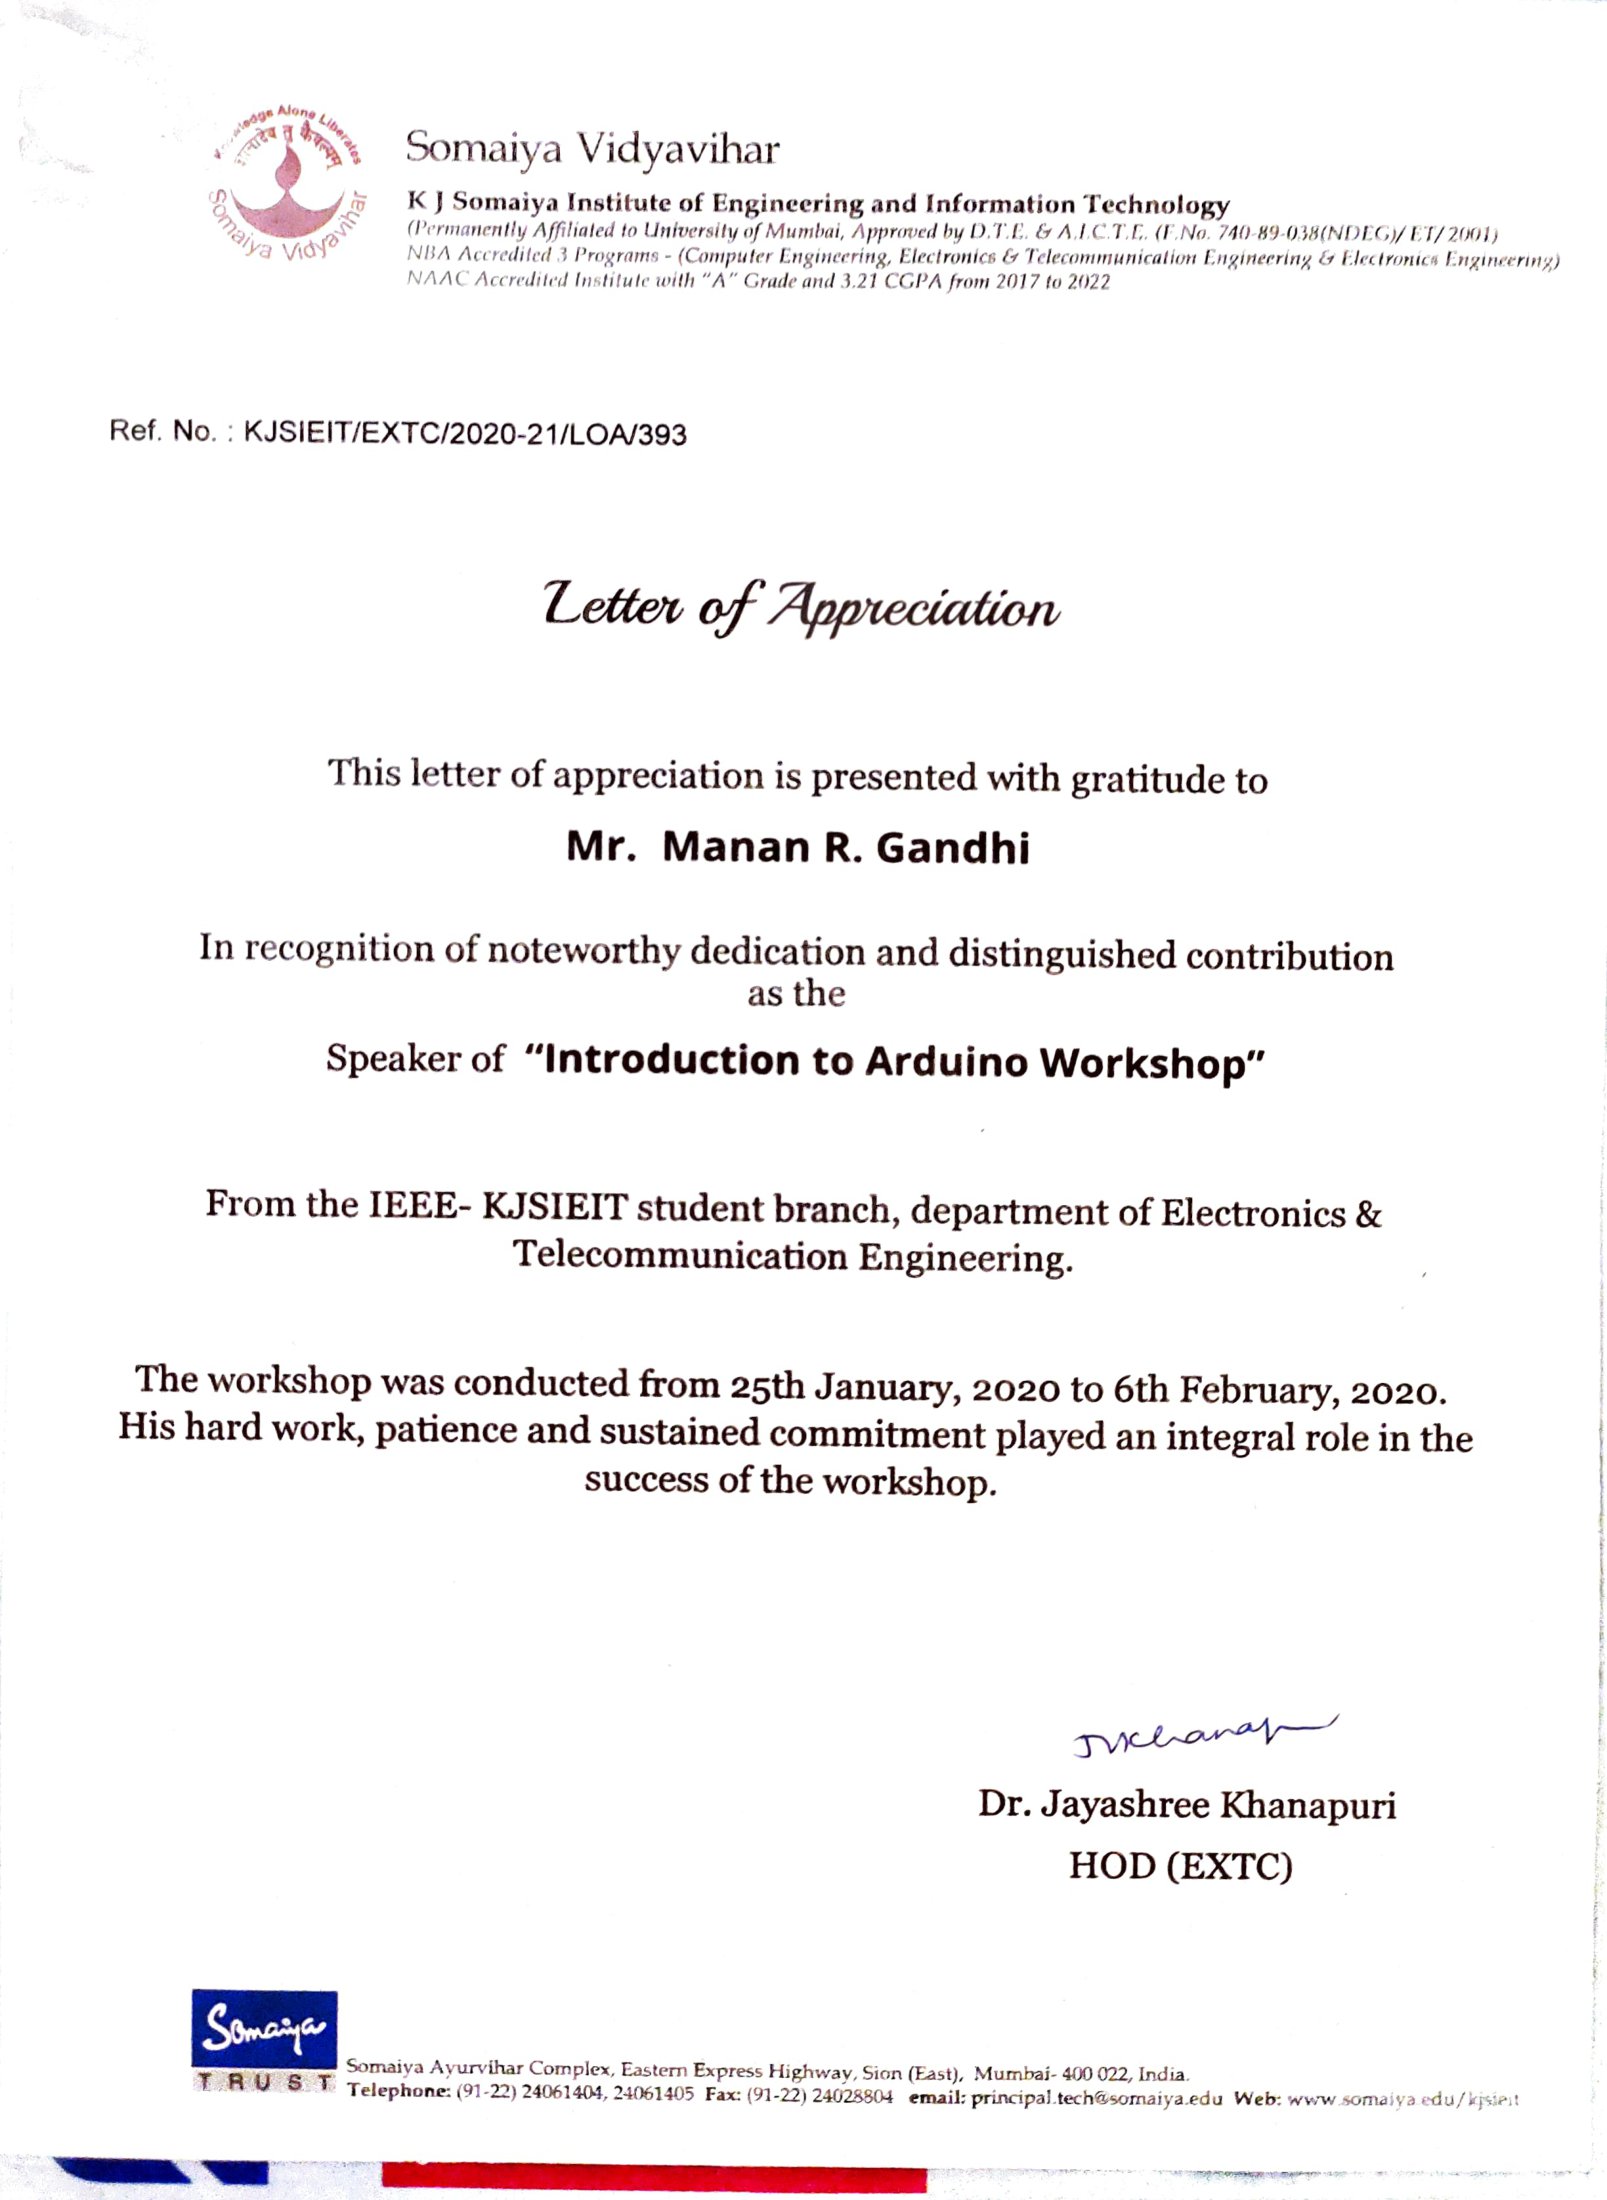 Knowledge Alone Liberates
ज्ञानादेव तु कैवल्यम्
Somaiya Vidyavihar
Somaiya Vidyavihar
K J Somaiya Institute of Engineering and Information Technology
(Permanently Affiliated to University of Mumbai, Approved by D.T.E. & A.I.C.T.E. (F.No. 740-89-038(NDEG)/ ET/ 2001)
NBA Accredited 3 Programs - (Computer Engineering, Electronics & Telecommunication Engineering & Electronics Engineering)
NAAC Accredited Institute with "A" Grade and 3.21 CGPA from 2017 to 2022
Ref. No. : KJSIEIT/EXTC/2020-21/LOA/393
Letter of Appreciation
This letter of appreciation is presented with gratitude to
Mr. Manan R. Gandhi
In recognition of noteworthy dedication and distinguished contribution
as the
Speaker of “Introduction to Arduino Workshop”
From the IEEE- KJSIEIT student branch, department of Electronics &
Telecommunication Engineering.
The workshop was conducted from 25th January, 2020 to 6th February, 2020.
His hard work, patience and sustained commitment played an integral role in the
success of the workshop.
JVKhanap
Dr. Jayashree Khanapuri
HOD (EXTC)
Somaiya
TRUST
Somaiya Ayurvihar Complex, Eastern Express Highway, Sion (East), Mumbai- 400 022, India.
Telephone: (91-22) 24061404, 24061405 Fax: (91-22) 24028804 email: principal.tech@somaiya.edu Web: www.somaiya.edu/kjsieit